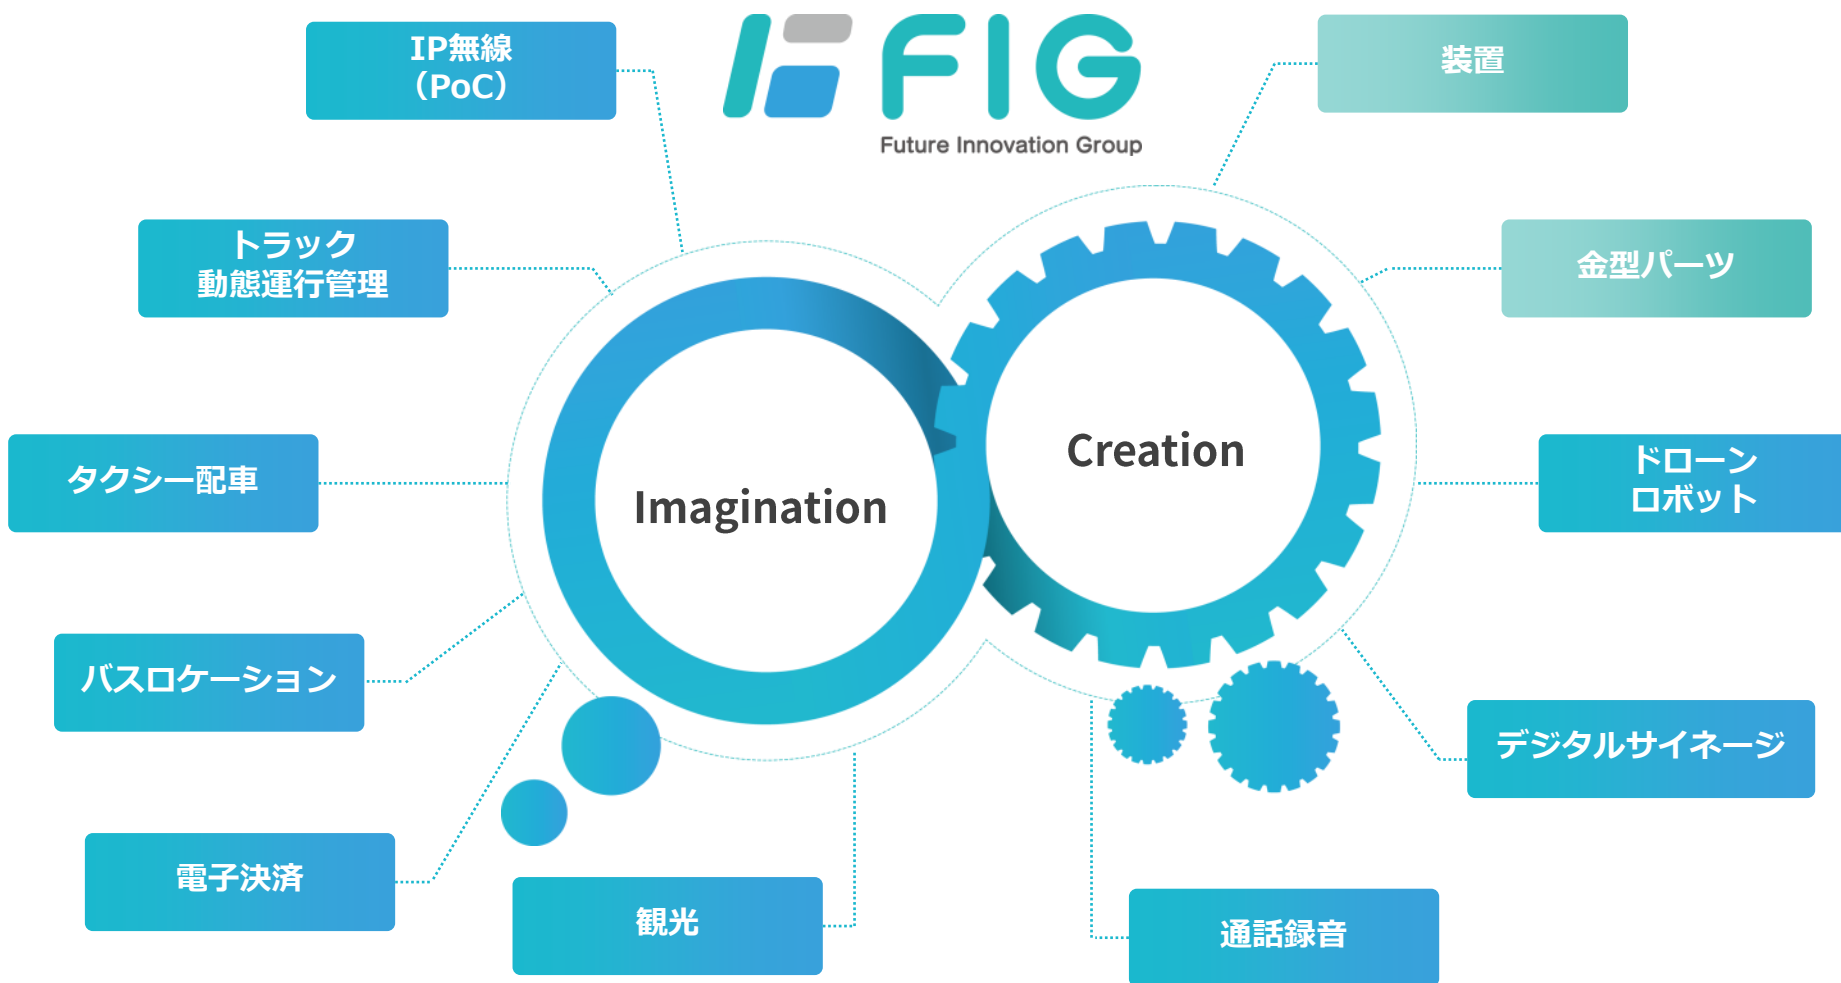 FIG
Future Innovation Group
IP無線
（PoC）
トラック
動態運行管理
タクシー配車
バスロケーション
電子決済
観光
Imagination
Creation
装置
金型パーツ
ドローン
ロボット
デジタルサイネージ
通話録音